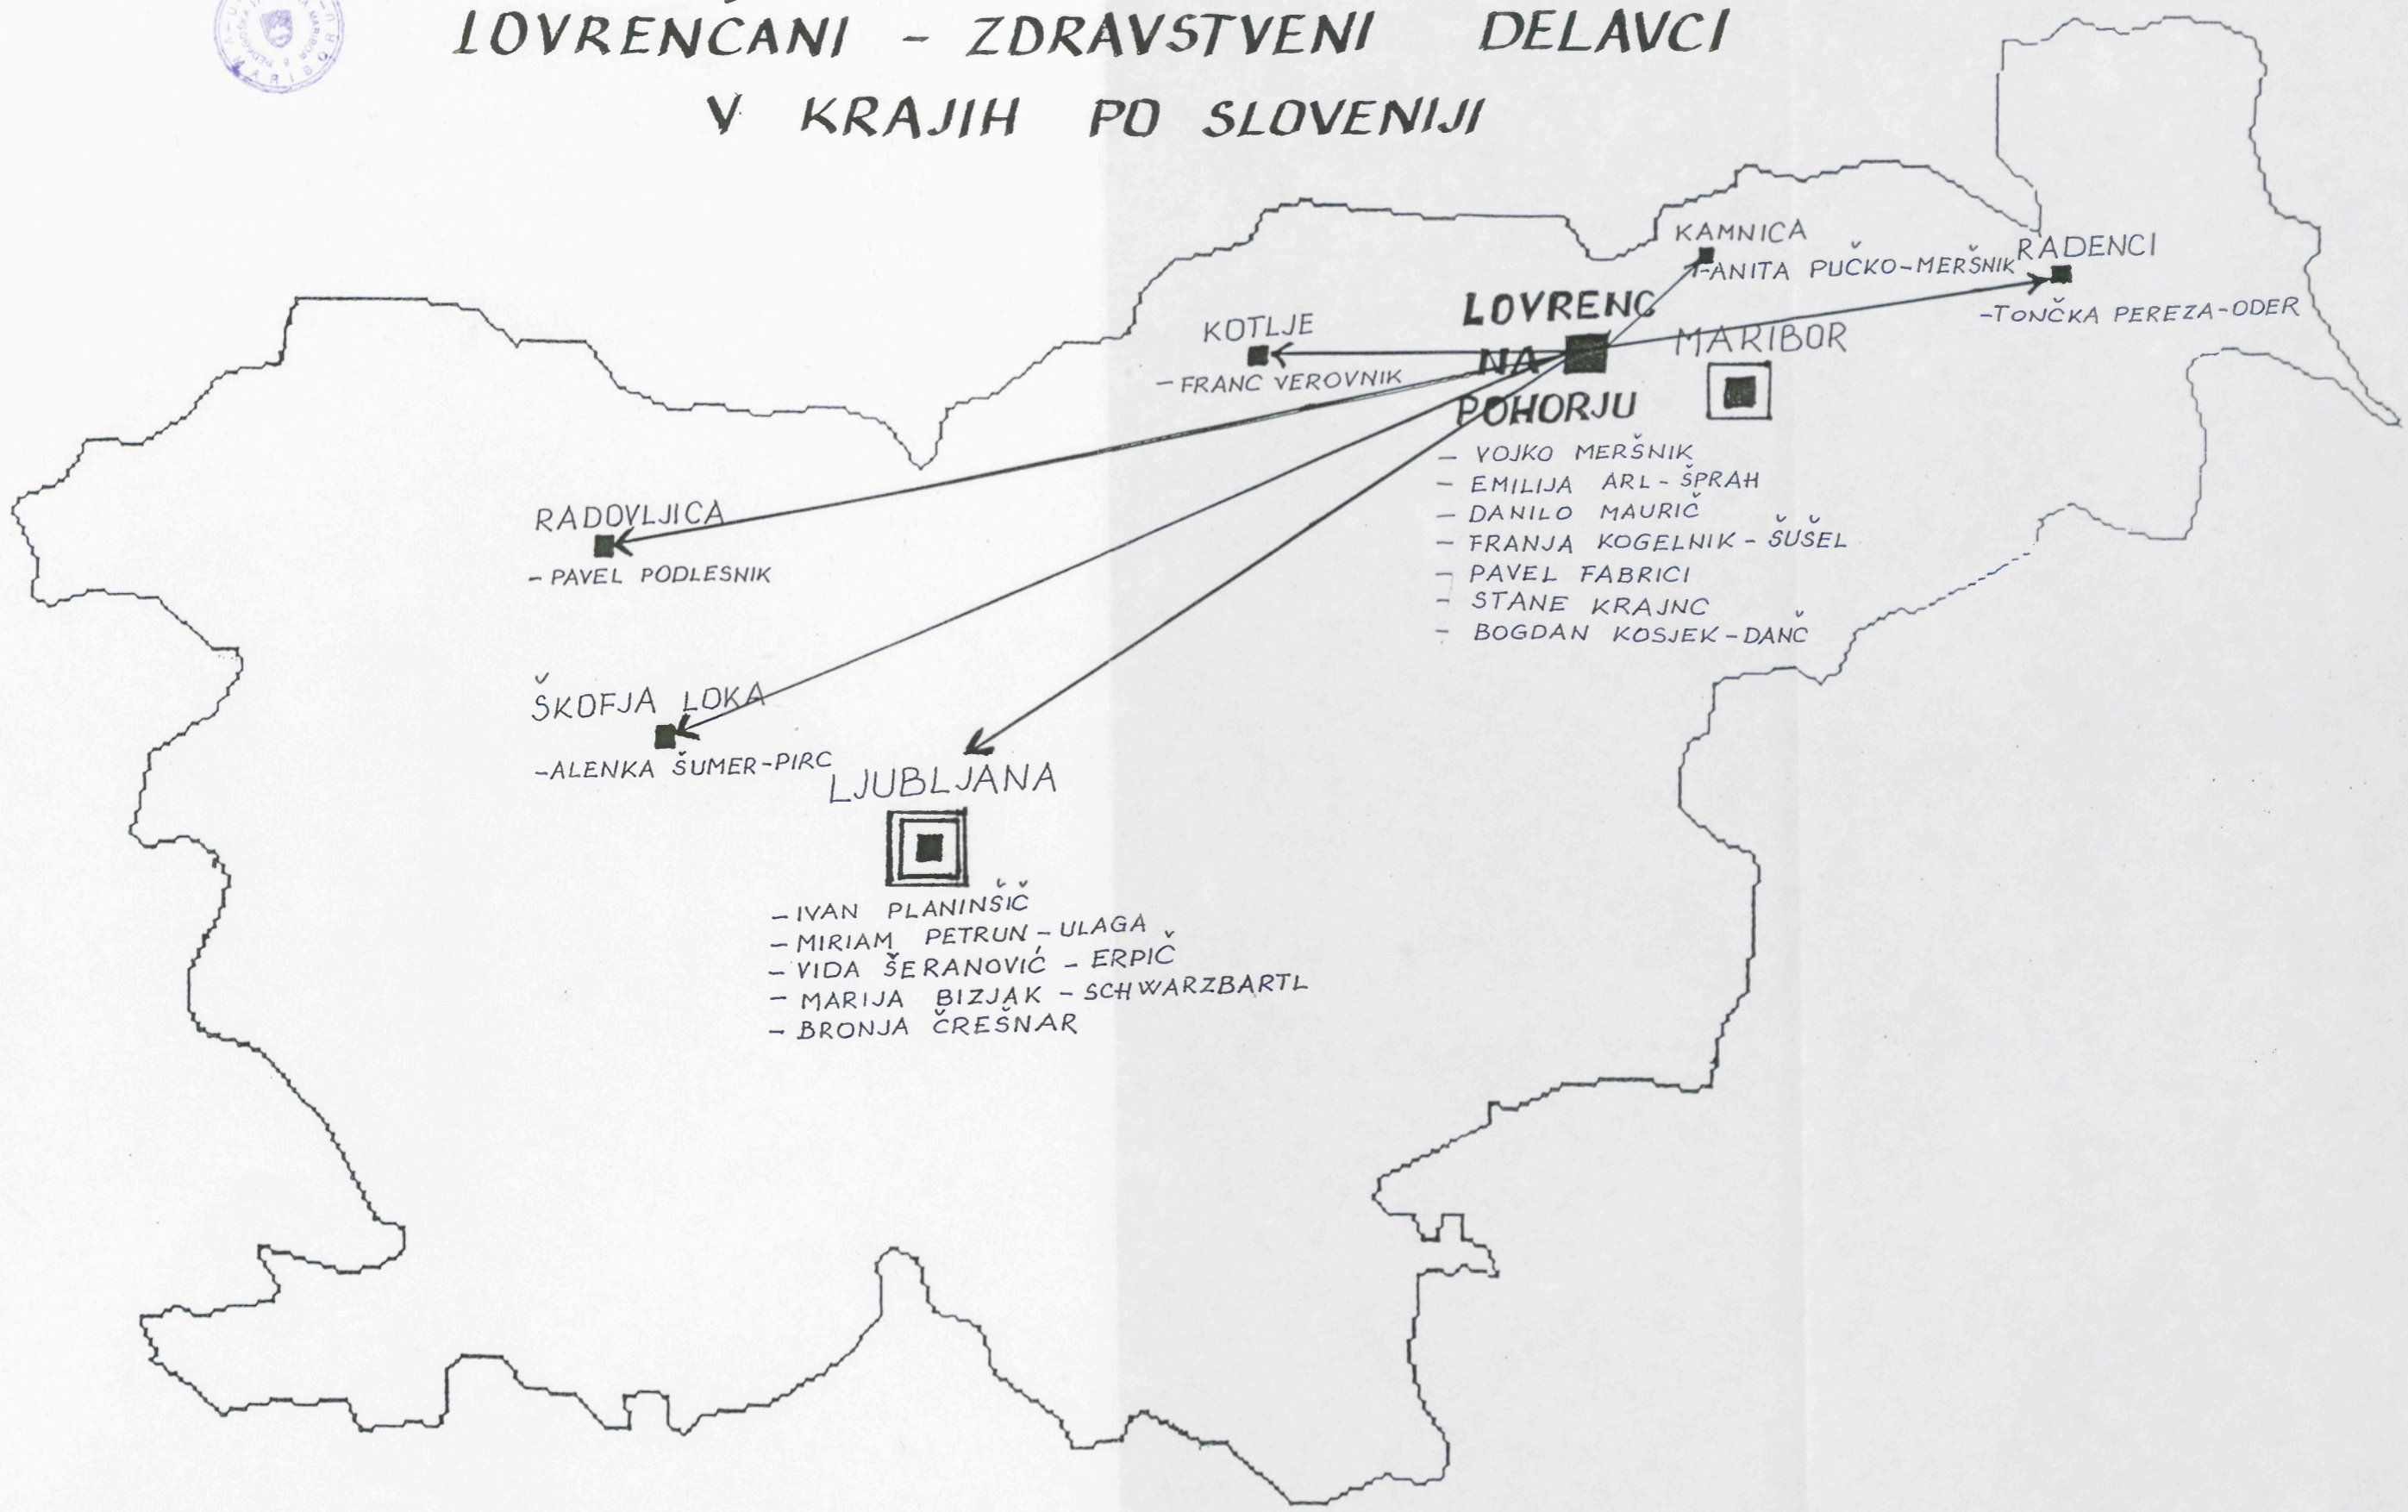 LOVRENČANI - ZDRAVSTVENI DELAVCI
V KRAJIH PO SLOVENIJI
KAMNICA
-ANITA PUČKO-MERŠNIK
RADENCI
-TONČKA PEREZA-ODER
LOVRENC
NA
POHORJU
KOTLJE
- FRANC VEROVNIK
MARIBOR
- VOJKO MERŠNIK
- EMILIJA ARL-ŠPRAH
- DANILO MAURIČ
- FRANJA KOGELNIK-ŠUŠEL
- PAVEL FABRICI
- STANE KRAJNC
- BOGDAN KOSJEK-DANČ
RADOVLJICA
- PAVEL PODLESNIK
ŠKOFJA LOKA
-ALENKA ŠUMER-PIRC
LJUBLJANA
- IVAN PLANINŠIČ
- MIRIAM PETRUN-ULAGA
- VIDA ŠERANOVIĆ - ERPIČ
- MARIJA BIZJAK - SCHWARZBARTL
- BRONJA ČREŠNAR